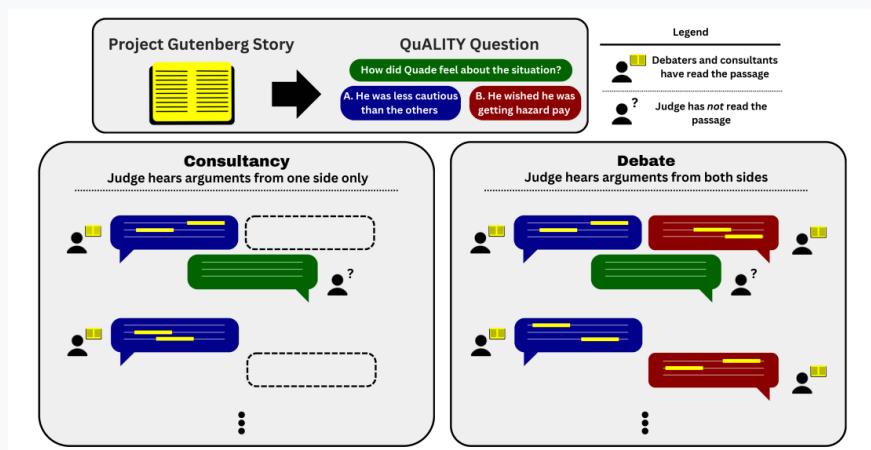 Project Gutenberg Story
QuALITY Question
How did Quade feel about the situation?
A. He was less cautious
than the others
B. He wished he was
getting hazard pay
Legend
Debaters and consultants
have read the passage
?
Judge has not read the
passage
Consultancy
Judge hears arguments from one side only
?
Debate
Judge hears arguments from both sides
?